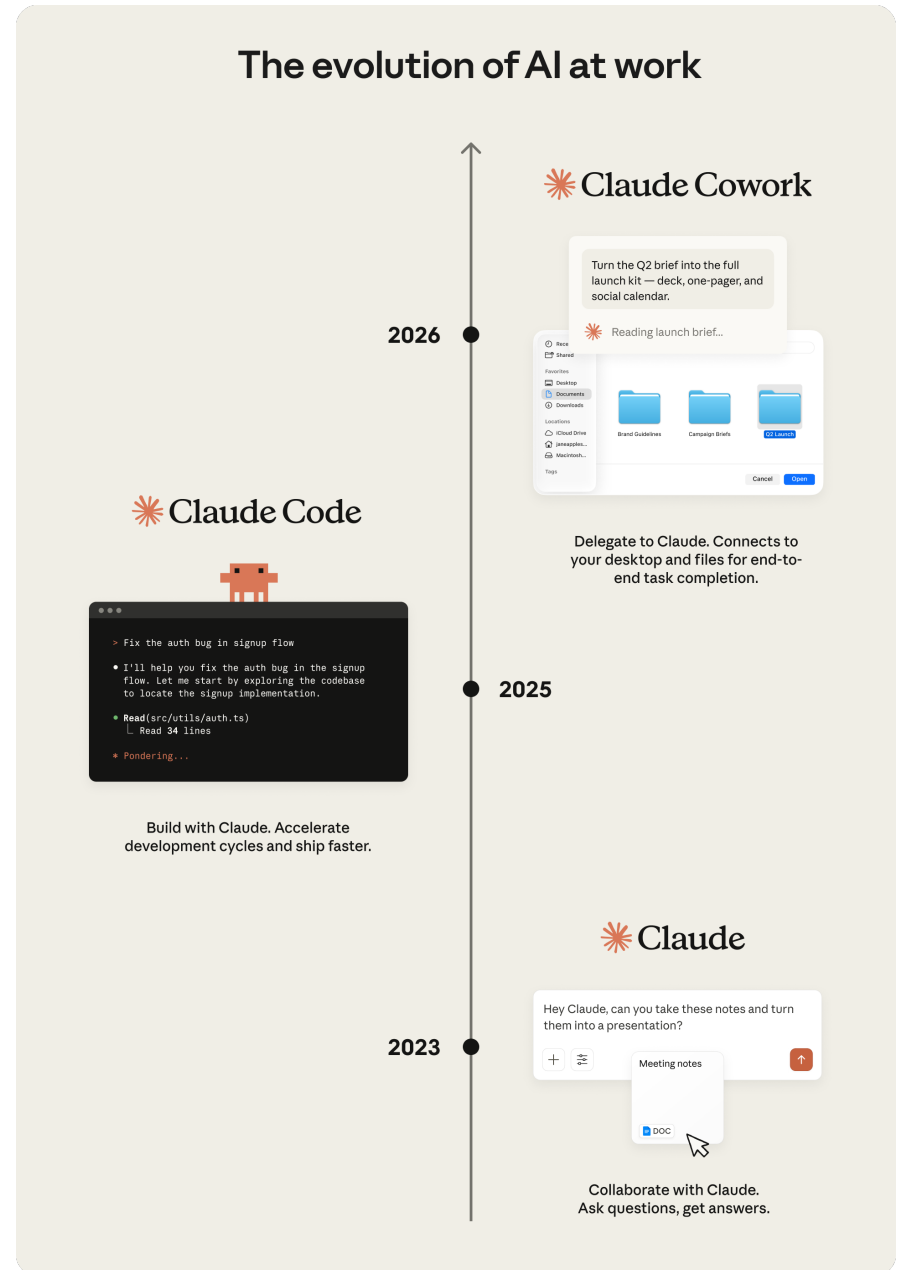 The evolution of AI at work
Claude Cowork
Turn the Q2 brief into the full
launch kit — deck, one-pager, and
social calendar.
Reading launch brief...
2026
Shared
Favorites
Desktop
Documents
Downloads
Locations
iCloud Drive
janeapples...
Macintosh...
Tags
Brand Guidelines
Campaign Briefs
Q2 Launch
Cancel
Open
Delegate to Claude. Connects to
your desktop and files for end-to-
end task completion.
Claude Code
> Fix the auth bug in signup flow
● I'll help you fix the auth bug in the signup
flow. Let me start by exploring the codebase
to locate the signup implementation.
● Read(src/utils/auth.ts)
└ Read 34 lines
* Pondering...
2025
Build with Claude. Accelerate
development cycles and ship faster.
Claude
Hey Claude, can you take these notes and turn
them into a presentation?
2023
Meeting notes
DOC
Collaborate with Claude.
Ask questions, get answers.